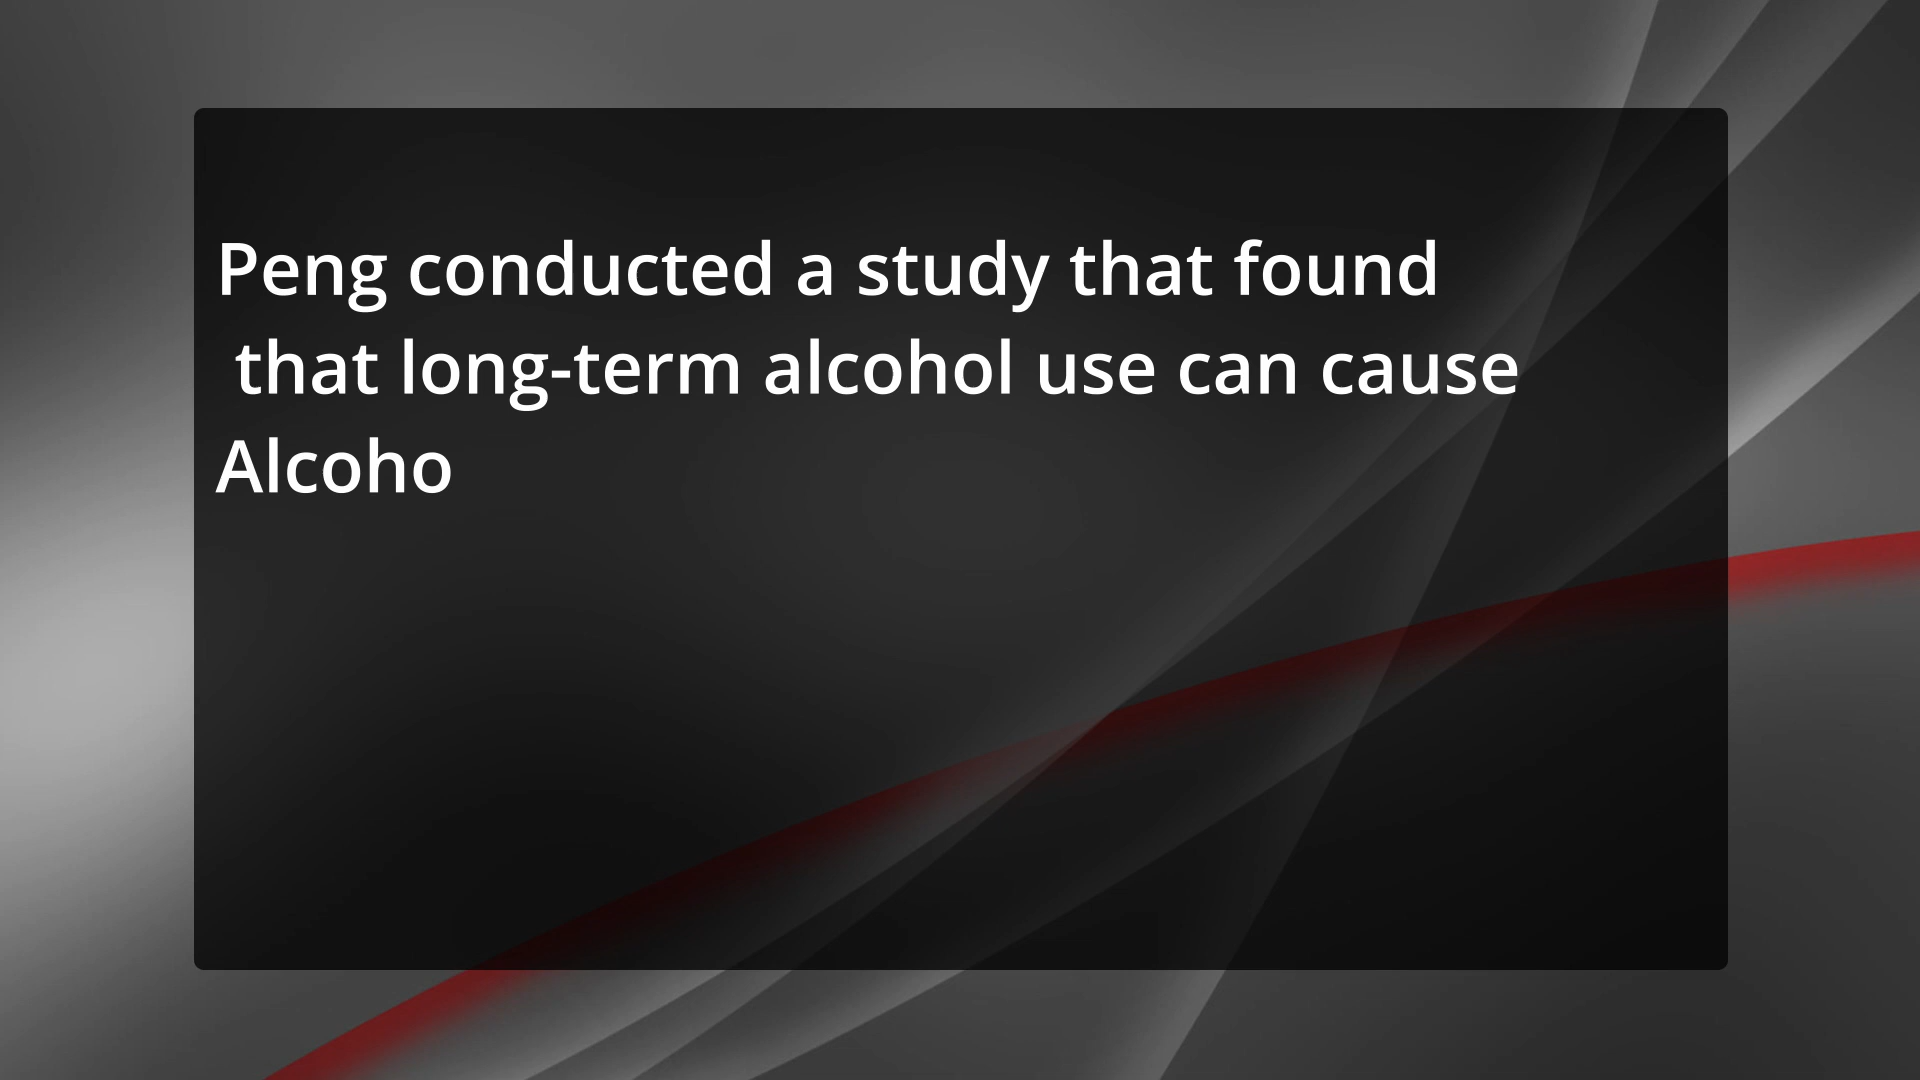 Peng conducted a study that found
that long-term alcohol use can cause
Alcoho